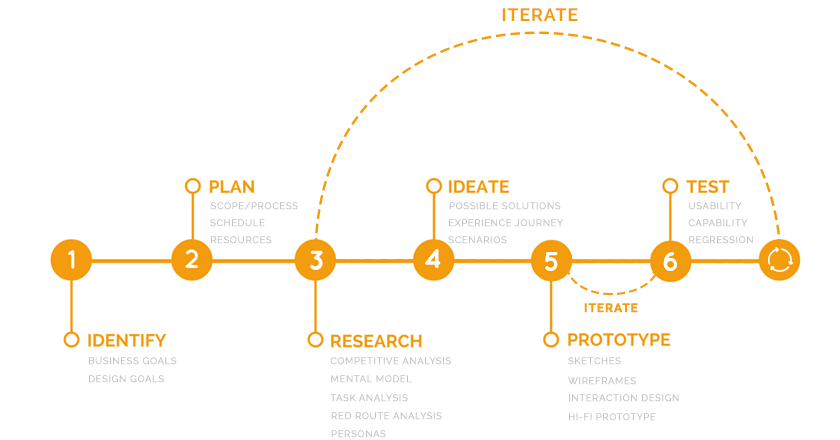 ITERATE
PLAN
SCOPE/PROCESS
SCHEDULE
RESOURCES
IDEATE
POSSIBLE SOLUTIONS
EXPERIENCE JOURNEY
SCENARIOS
TEST
USABILITY
CAPABILITY
REGRESSION
1
2
3
4
5
6
ITERATE
IDENTIFY
BUSINESS GOALS
DESIGN GOALS
RESEARCH
COMPETITIVE ANALYSIS
MENTAL MODEL
TASK ANALYSIS
RED ROUTE ANALYSIS
PERSONAS
PROTOTYPE
SKETCHES
WIREFRAMES
INTERACTION DESIGN
HI-FI PROTOTYPE